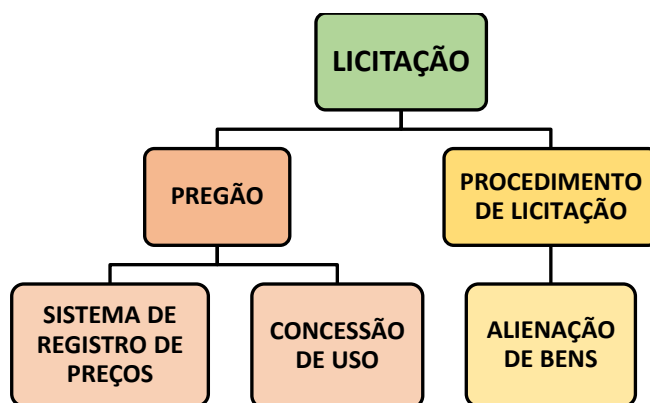 LICITAÇÃO
PREGÃO
PROCEDIMENTO
DE LICITAÇÃO
SISTEMA DE
REGISTRO DE
PREÇOS
CONCESSÃO
DE USO
ALIENAÇÃO
DE BENS